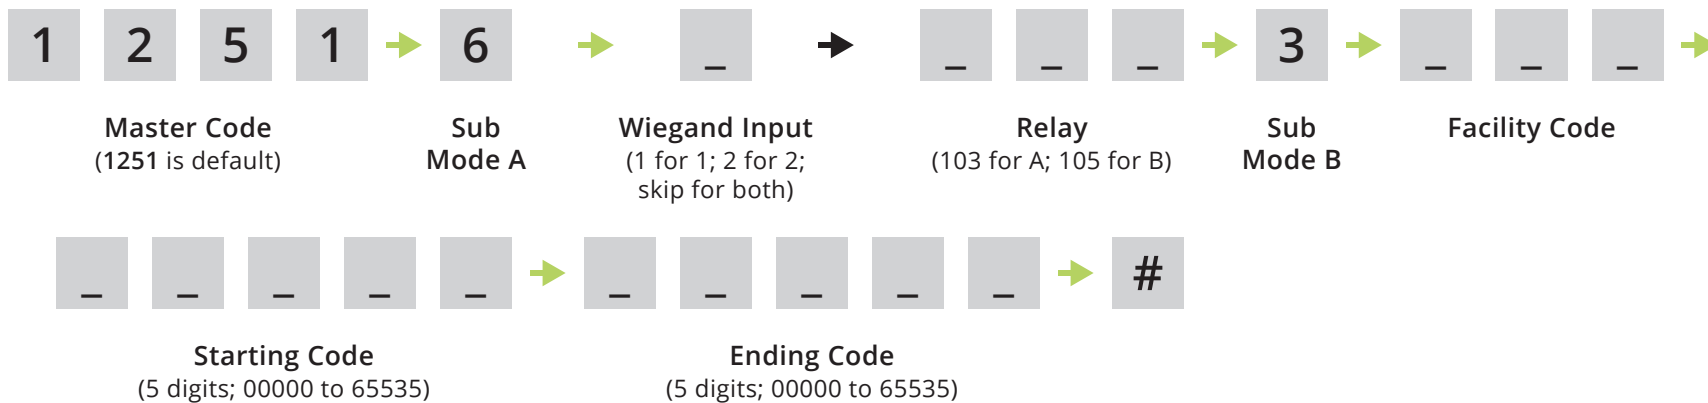 1 2 5 1 6 _ _ _ _ 3 _ _ _
Master Code Sub Wiegand Input Relay Sub Facility Code
(1251 is default) Mode A (1 for 1; 2 for 2; (103 for A; 105 for B) Mode B
skip for both)
_ _ _ _ _ _ _ _ _ _ #
Starting Code Ending Code
(5 digits; 00000 to 65535) (5 digits; 00000 to 65535)